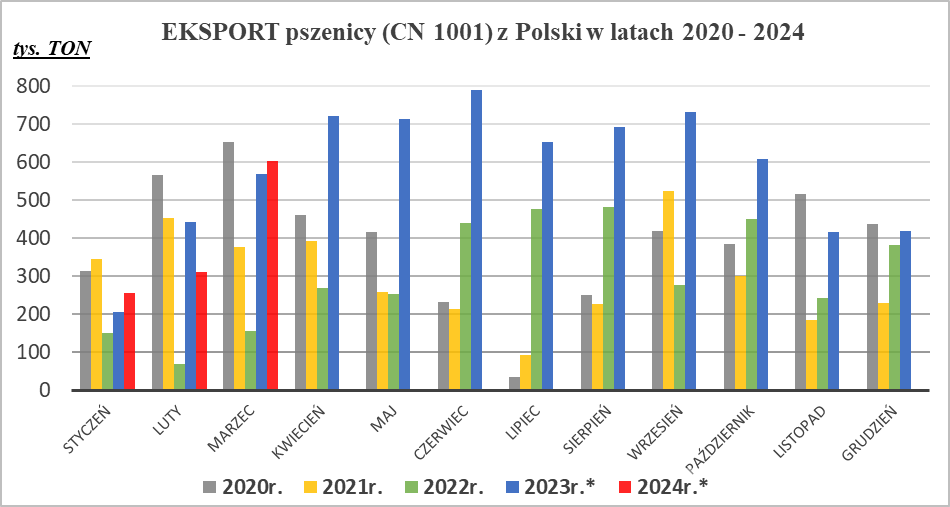 EKSPORT pszenicy (CN 1001) z Polski w latach 2020 - 2024
tys. TON
800
700
600
500
400
300
200
100
0
STYCZEŃ
LUTY
MARZEC
KWIECIEŃ
MAJ
CZERWIEC
LIPIEC
SIERPIEŃ
WRZESIEŃ
PAŹDZIERNIK
LISTOPAD
GRUDZIEŃ
2020r. 2021r. 2022r. 2023r.* 2024r.*